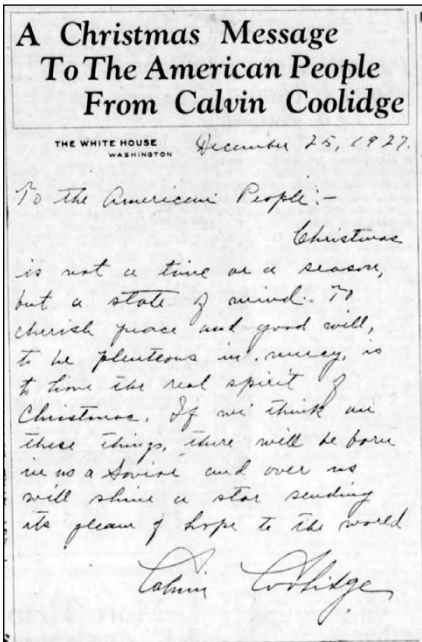 A Christmas Message
To The American People
From Calvin Coolidge
THE WHITE HOUSE
WASHINGTON
December 25, 1927.
To the American People:-
Christmas
is not a time or a season,
but a state of mind. To
cherish peace and good will,
to be plenteous in mercy, is
to have the real spirit of
Christmas. If we think on
these things, there will be born
in us a Savior and over us
will shine a star sending
its gleam of hope to the world
Calvin Coolidge